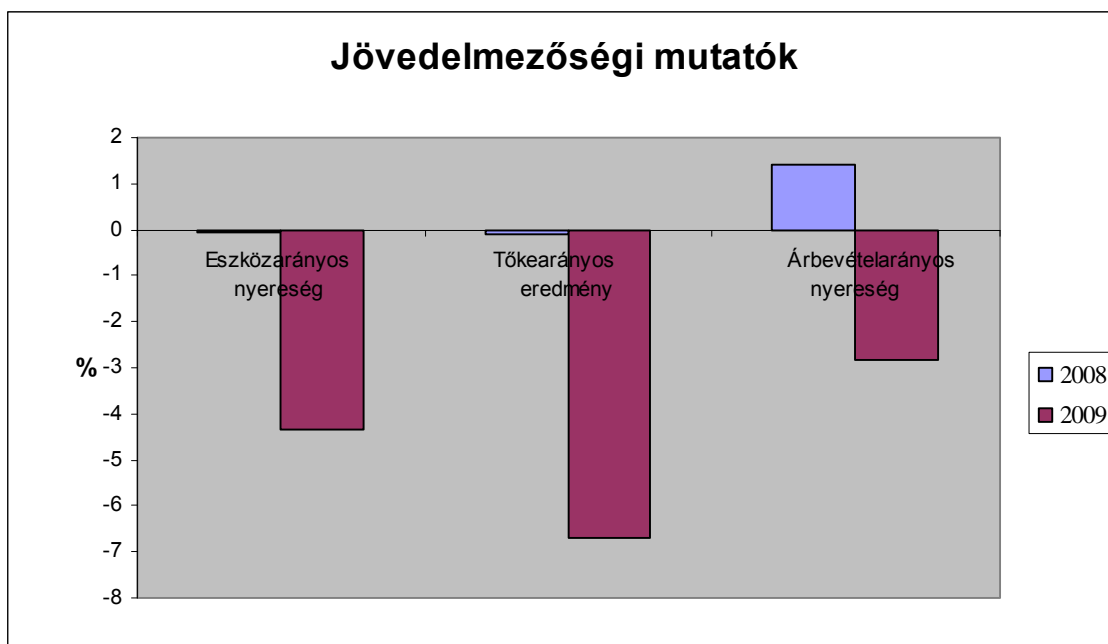 Jövedelmezőségi mutatók
2
1
0
-1
-2
-3
-4
-5
-6
-7
-8
%
Eszközarányos
nyereség
Tőkearányos
eredmény
Árbevételarányos
nyereség
2008
2009